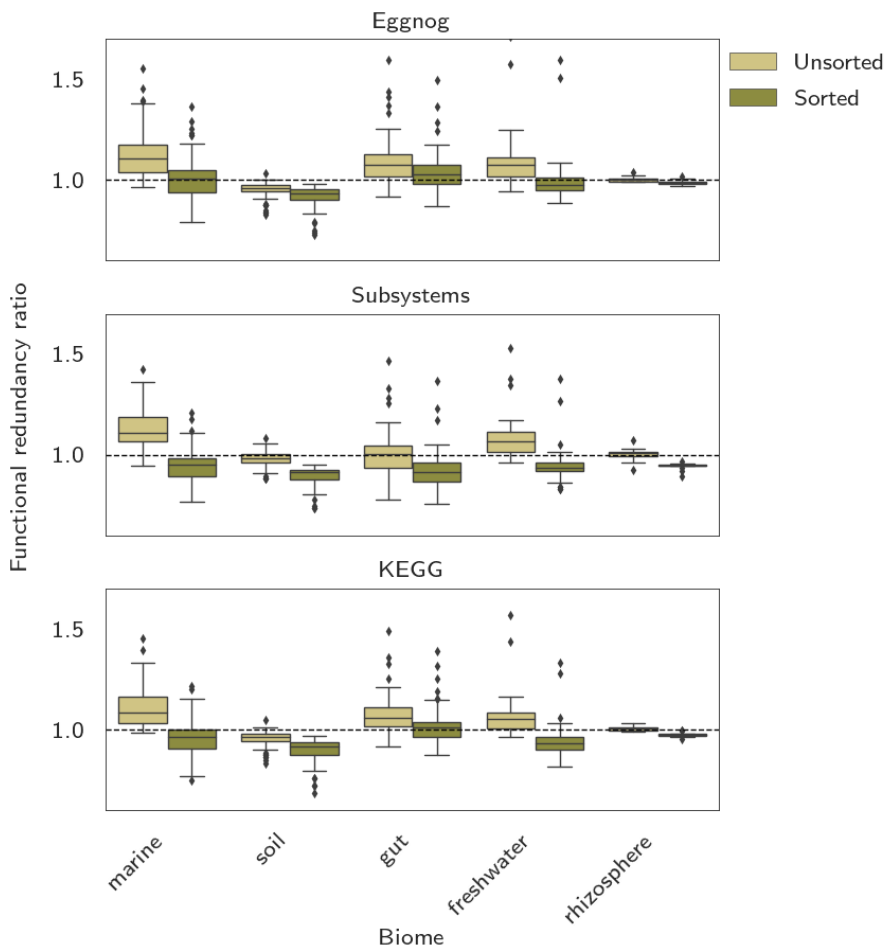 Eggnog
Unsorted
Sorted
1.5
1.0
Subsystems
1.5
1.0
Functional redundancy ratio
KEGG
1.5
1.0
marine
soil
gut
freshwater
rhizosphere
Biome